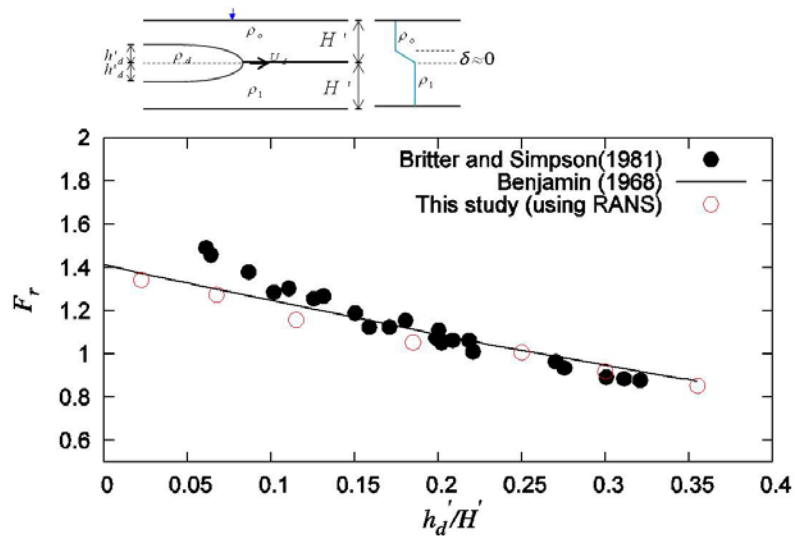 ρₒ
H '
h'd
h'd
ρd
U d
ρ₁
H '
ρₒ
δ≈0
ρ₁
2
1.8
1.6
1.4
1.2
1
0.8
0.6
Fr
Britter and Simpson(1981)
Benjamin (1968)
This study (using RANS)
0 0.05 0.1 0.15 0.2 0.25 0.3 0.35 0.4
hd'/H'